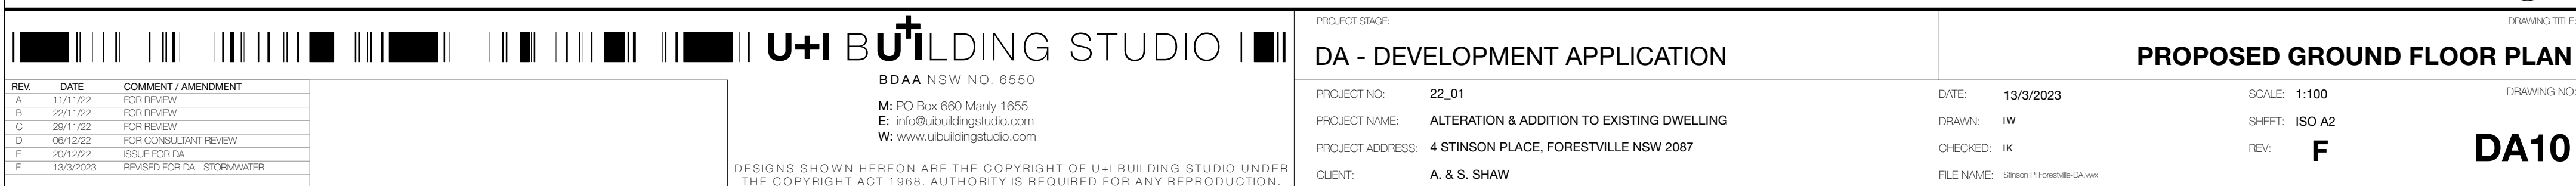 U+I BUILDING STUDIO
BDAA NSW NO. 6550
M: PO Box 660 Manly 1655
E: info@uibuildingstudio.com
W: www.uibuildingstudio.com
DESIGNS SHOWN HEREON ARE THE COPYRIGHT OF U+I BUILDING STUDIO UNDER
THE COPYRIGHT ACT 1968. AUTHORITY IS REQUIRED FOR ANY REPRODUCTION.
REV. DATE COMMENT / AMENDMENT
A 11/11/22 FOR REVIEW
B 22/11/22 FOR REVIEW
C 29/11/22 FOR REVIEW
D 06/12/22 FOR CONSULTANT REVIEW
E 20/12/22 ISSUE FOR DA
F 13/3/2023 REVISED FOR DA - STORMWATER
PROJECT STAGE:
DA - DEVELOPMENT APPLICATION
PROJECT NO: 22_01
PROJECT NAME: ALTERATION & ADDITION TO EXISTING DWELLING
PROJECT ADDRESS: 4 STINSON PLACE, FORESTVILLE NSW 2087
CLIENT: A. & S. SHAW
DRAWING TITLE:
PROPOSED GROUND FLOOR PLAN
DATE: 13/3/2023
DRAWN: IW
CHECKED: IK
FILE NAME: Stinson Pl Forestville-DA.vwx
SCALE: 1:100
SHEET: ISO A2
REV: F
DRAWING NO:
DA10